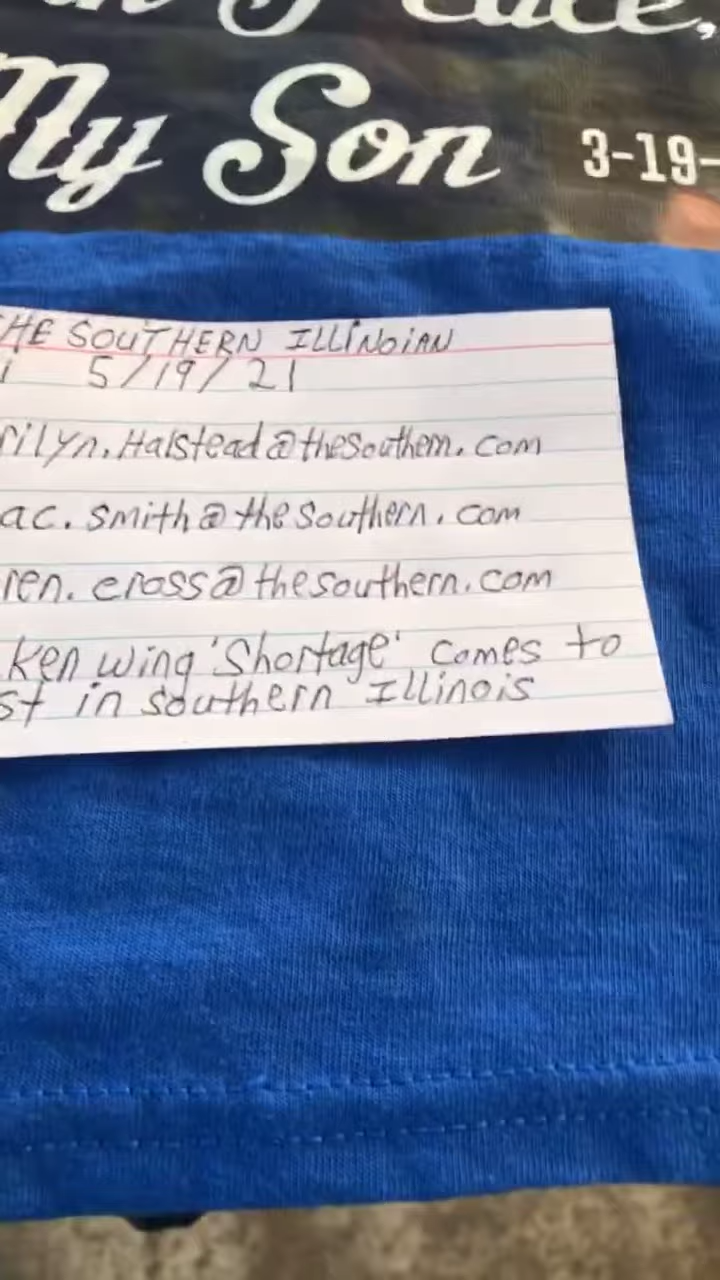 My Son 3-19-
HE SOUTHERN ILLINOIAN
i 5/19/21
rilyn.Halstead@thesouthern.com
ac.smith@thesouthern.com
ren.cross@thesouthern.com
ken wing 'Shortage' comes to
st in southern Illinois